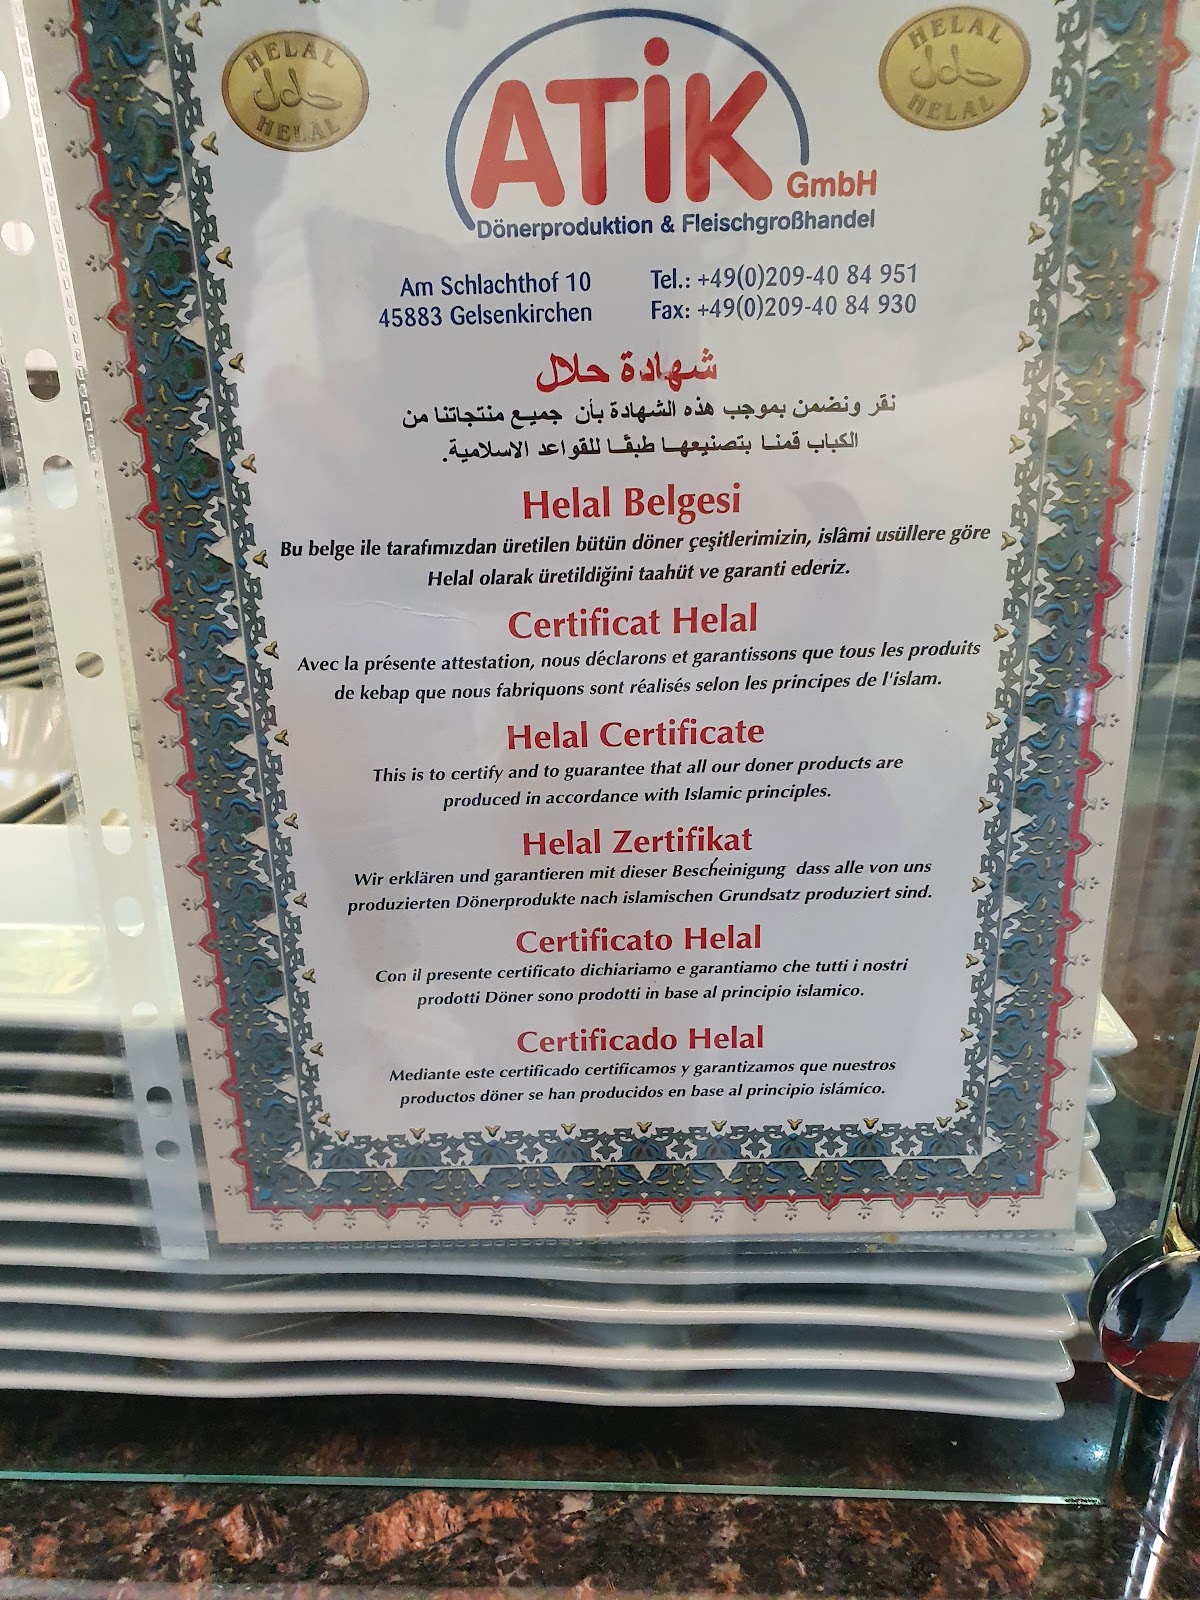 HELAL
حلال
HELAL
HELAL
حلال
HELAL
ATİK GmbH
Dönerproduktion & Fleischgroßhandel
Am Schlachthof 10
45883 Gelsenkirchen
Tel.: +49(0)209-40 84 951
Fax: +49(0)209-40 84 930
شهادة حلال
نقر ونضمن بموجب هذه الشهادة بأن جميع منتجاتنا من
الكباب قمنا بتصنيعها طبقًا للقواعد الاسلامية.
Helal Belgesi
Bu belge ile tarafımızdan üretilen bütün döner çeşitlerimizin, islâmi usüllere göre
Helal olarak üretildiğini taahüt ve garanti ederiz.
Certificat Helal
Avec la présente attestation, nous déclarons et garantissons que tous les produits
de kebap que nous fabriquons sont réalisés selon les principes de l'islam.
Helal Certificate
This is to certify and to guarantee that all our doner products are
produced in accordance with Islamic principles.
Helal Zertifikat
Wir erklären und garantieren mit dieser Bescheinigung dass alle von uns
produzierten Dönerprodukte nach islamischen Grundsatz produziert sind.
Certificato Helal
Con il presente certificato dichiariamo e garantiamo che tutti i nostri
prodotti Döner sono prodotti in base al principio islamico.
Certificado Helal
Mediante este certificado certificamos y garantizamos que nuestros
productos döner se han producidos en base al principio islámico.